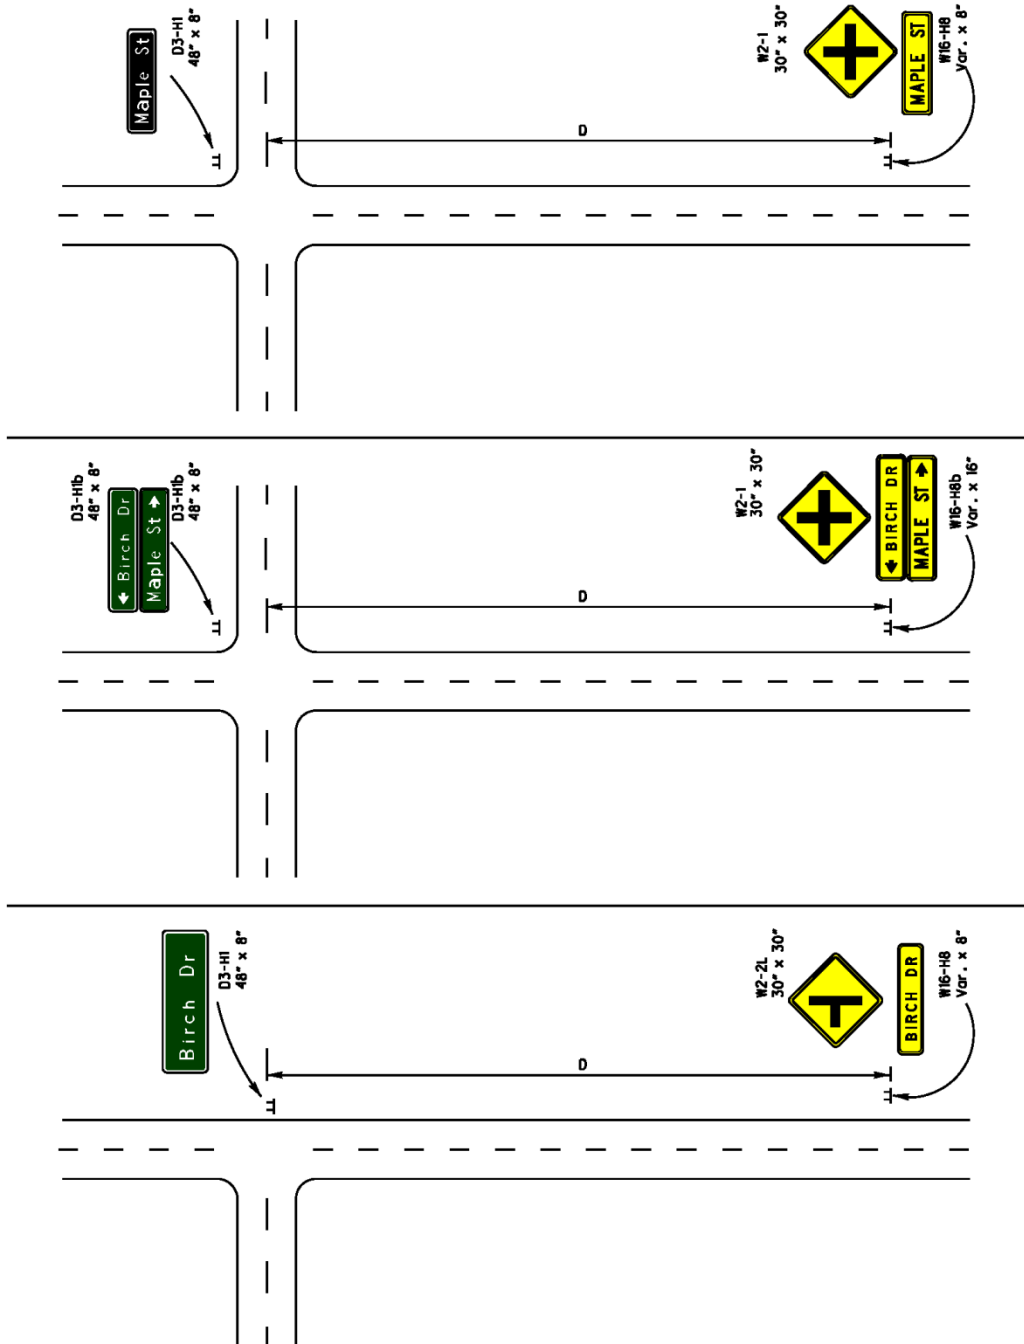 Maple St
D3-H1
48" x 8"
W2-1
30" x 30"
MAPLE ST
W16-H8
Var. x 8"
D
D3-H1b
48" x 8"
Birch Dr
Maple St
D3-H1b
48" x 8"
W2-1
30" x 30"
BIRCH DR
MAPLE ST
W16-H8b
Var. x 16"
D
Birch Dr
D3-H1
48" x 8"
W2-2L
30" x 30"
BIRCH DR
W16-H8
Var. x 8"
D